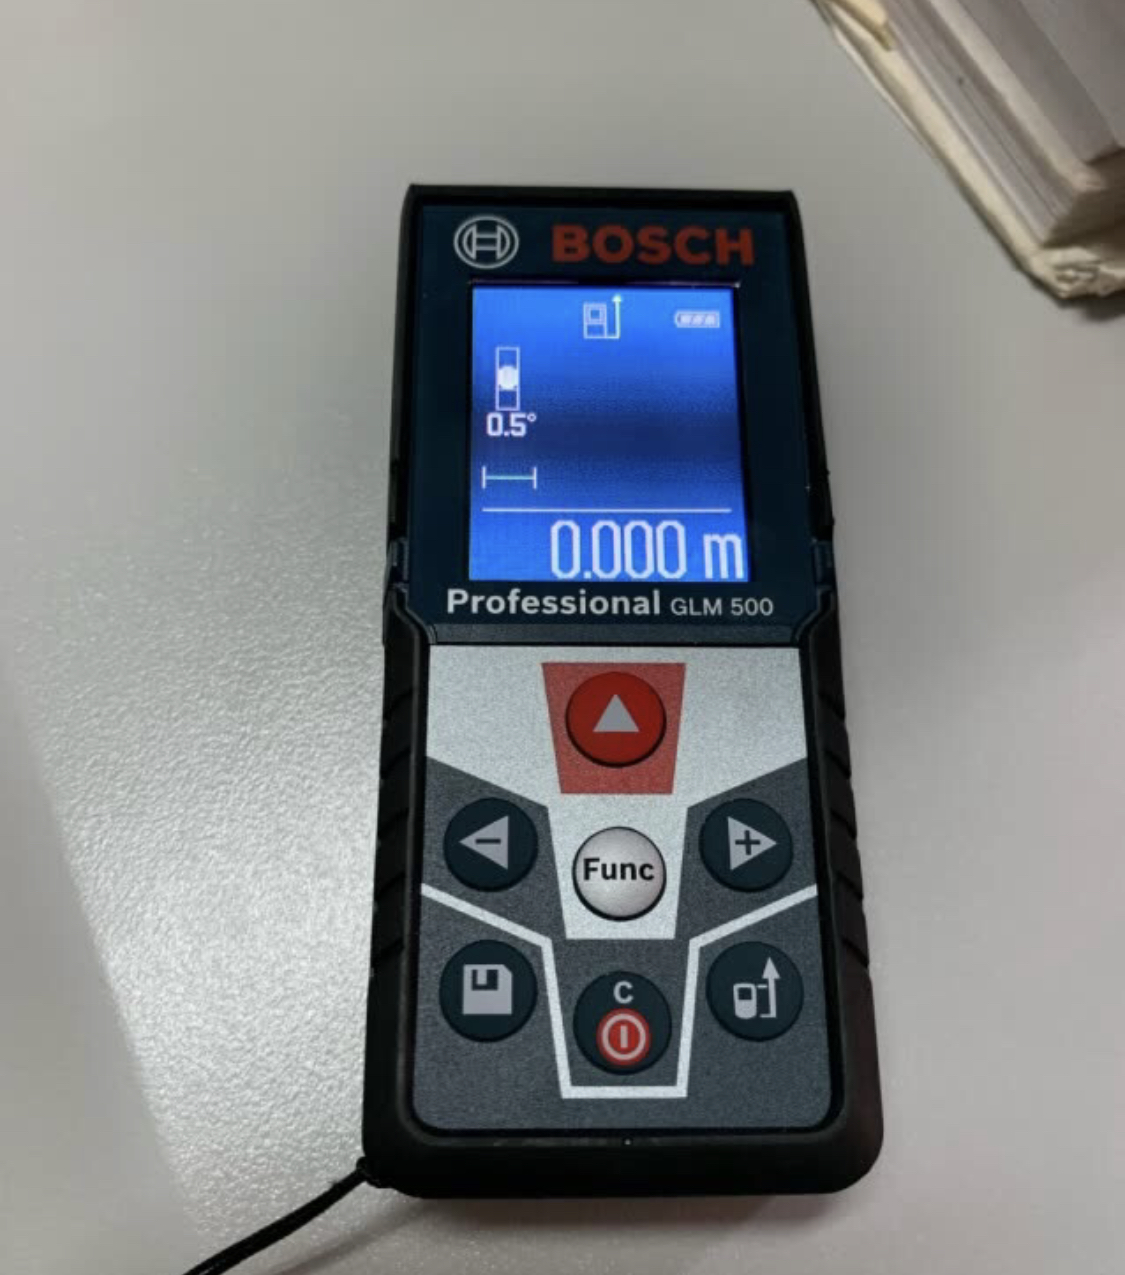 BOSCH
0.5°
0.000 m
Professional GLM 500
Func
C